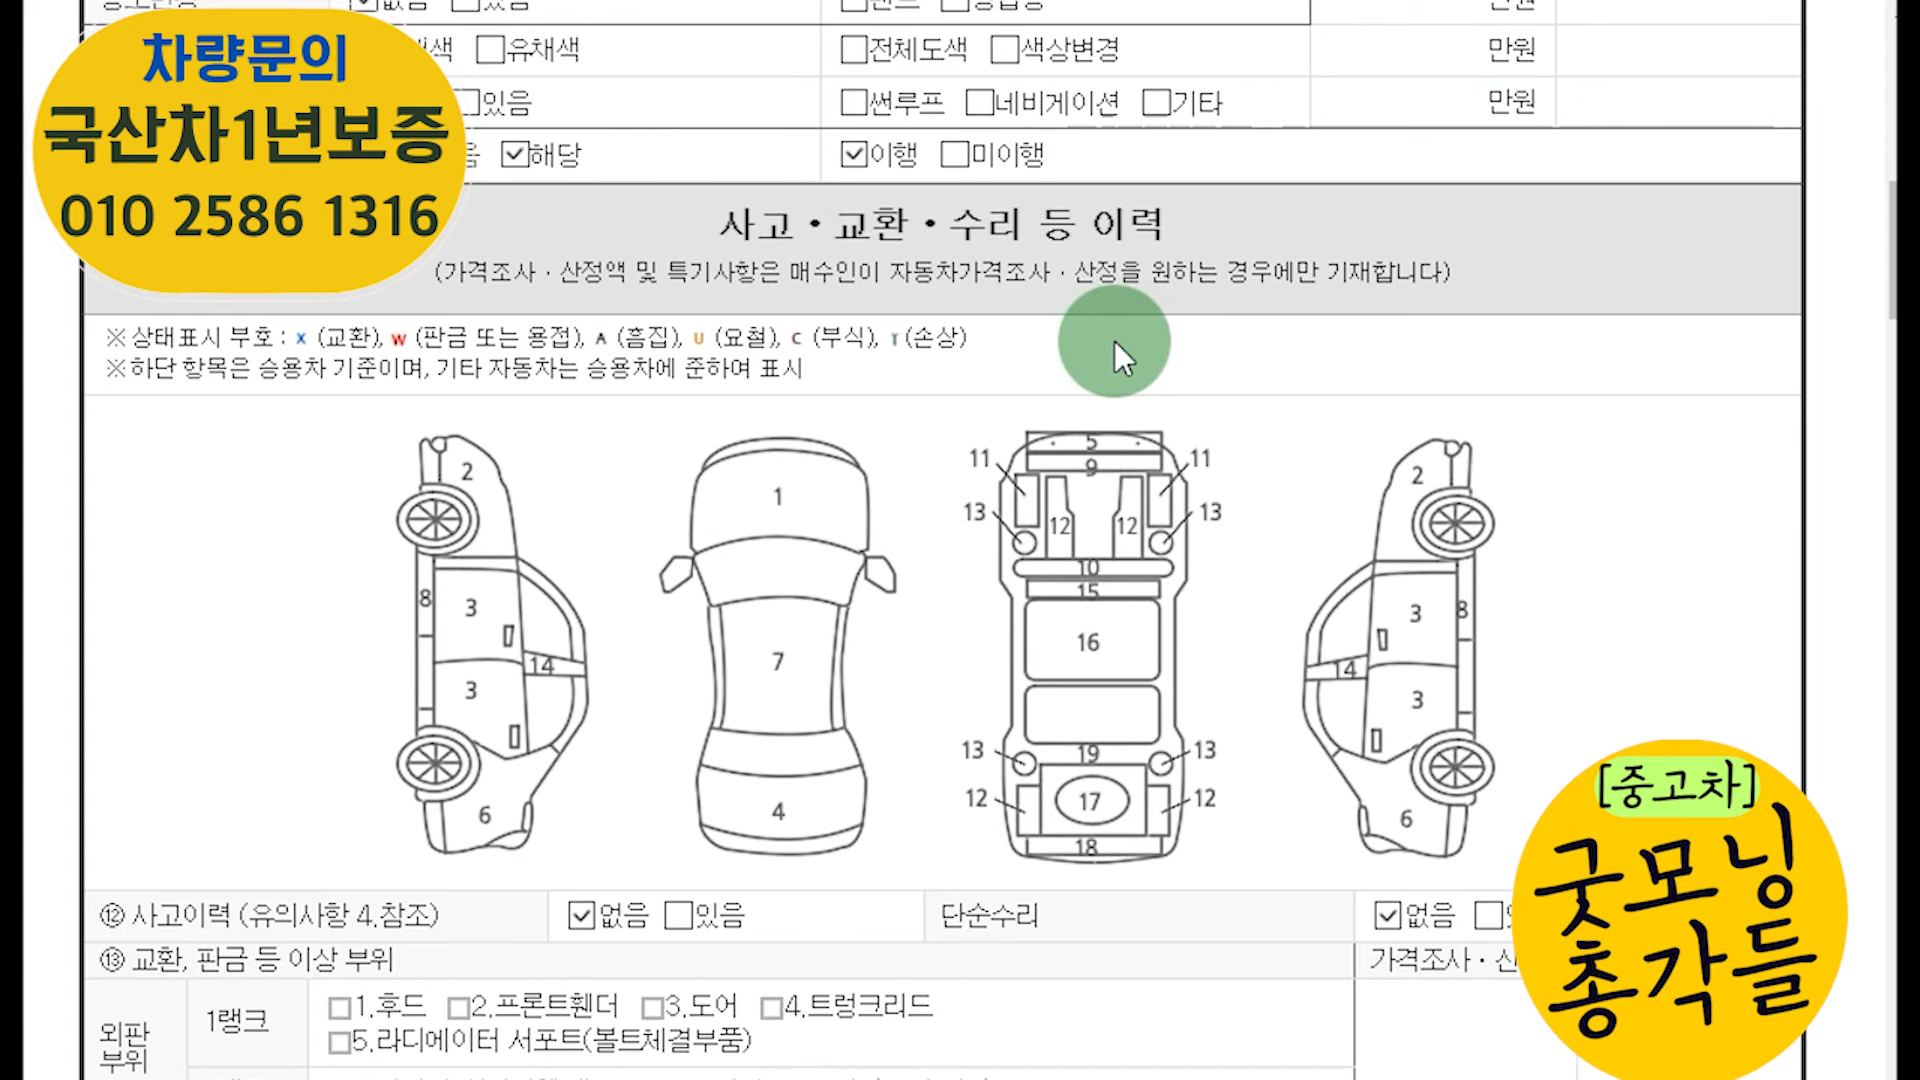 차량문의
국산차1년보증
010 2586 1316
없음 있음
유채색 전체도색 색상변경 만원
있음 썬루프 네비게이션 기타 만원
해당 이행 미이행
사고·교환·수리 등 이력
(가격조사·산정액 및 특기사항은 매수인이 자동차가격조사·산정을 원하는 경우에만 기재합니다)
※상태표시 부호 : X (교환), W (판금 또는 용접), A (흠집), U (요철), C (부식), T (손상)
※하단 항목은 승용차 기준이며, 기타 자동차는 승용차에 준하여 표시
2 8 3 3 14 6
1 7 4
5 9 11 11 13 13 12 12 10 15 16 19 13 13 12 12 17 18
2 8 3 3 14 6
⑫ 사고이력 (유의사항 4.참조) 없음 있음 단순수리 없음
⑬ 교환, 판금 등 이상 부위 가격조사·산
외판
부위
1랭크
1.후드 2.프론트휀더 3.도어 4.트렁크리드
5.라디에이터 서포트(볼트체결부품)
[중고차]
굿모닝
총각들